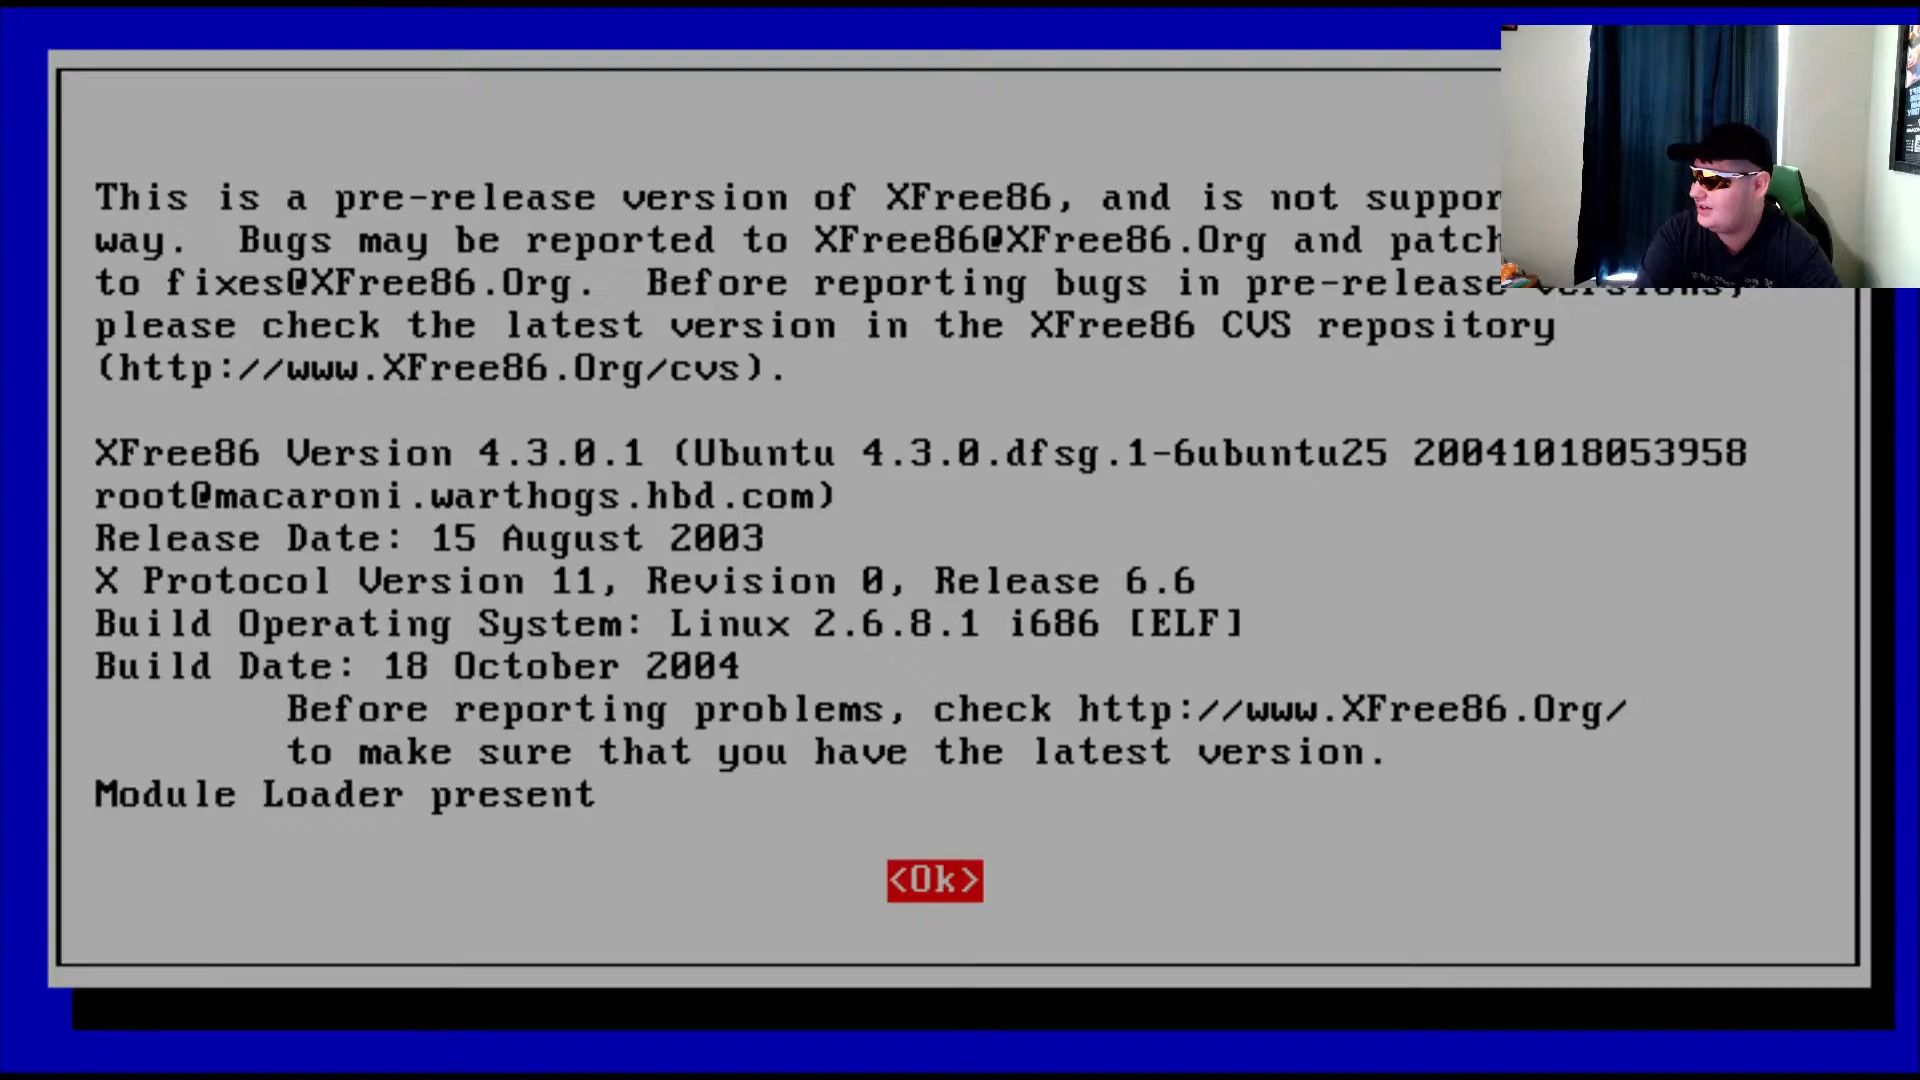 This is a pre-release version of XFree86, and is not suppor
way.  Bugs may be reported to XFree86@XFree86.Org and patch
to fixes@XFree86.Org.  Before reporting bugs in pre-release
please check the latest version in the XFree86 CVS repository
(http://www.XFree86.Org/cvs).
XFree86 Version 4.3.0.1 (Ubuntu 4.3.0.dfsg.1-6ubuntu25 20041018053958
root@macaroni.warthogs.hbd.com)
Release Date: 15 August 2003
X Protocol Version 11, Revision 0, Release 6.6
Build Operating System: Linux 2.6.8.1 i686 [ELF]
Build Date: 18 October 2004
Before reporting problems, check http://www.XFree86.Org/
to make sure that you have the latest version.
Module Loader present
<Ok>